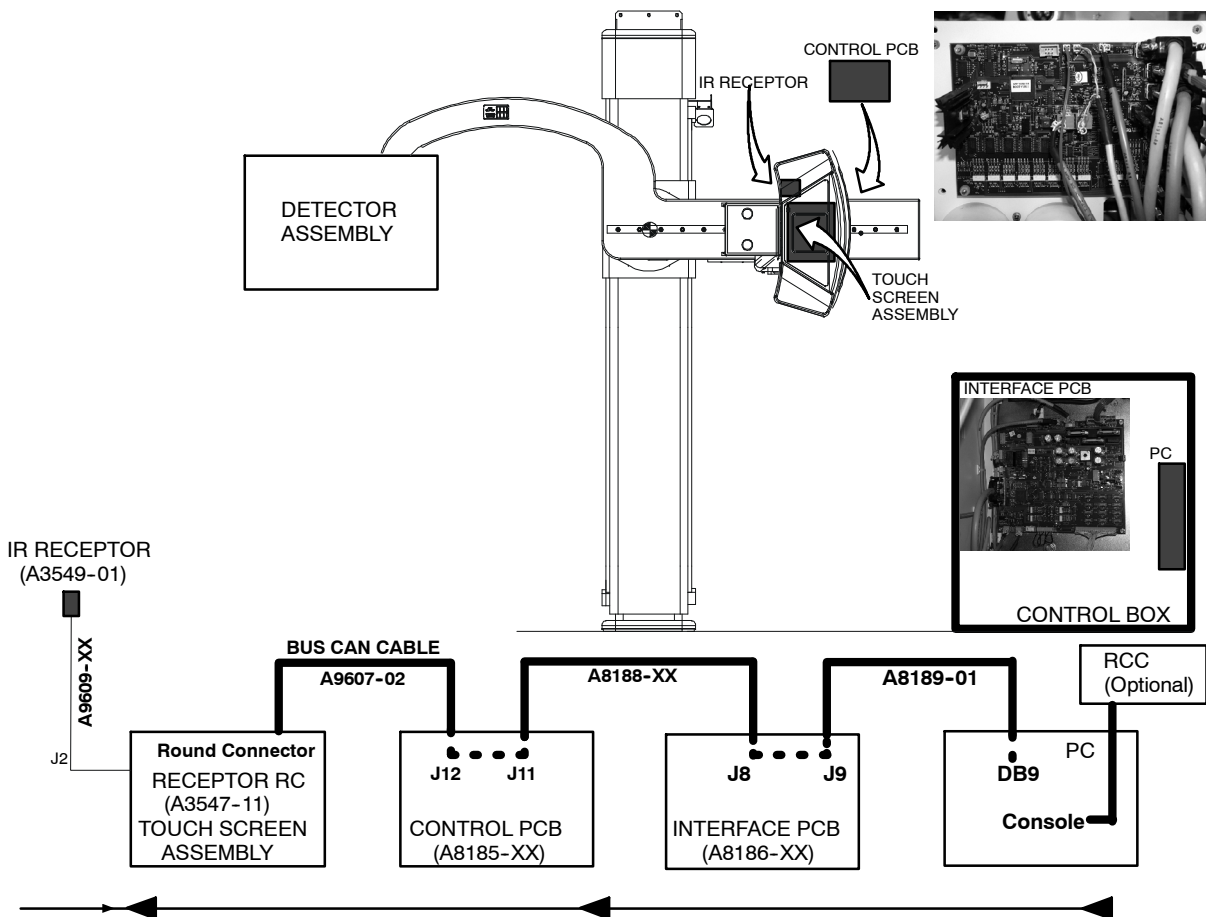 CONTROL PCB
IR RECEPTOR
DETECTOR
ASSEMBLY
TOUCH
SCREEN
ASSEMBLY
INTERFACE PCB
PC
CONTROL BOX
IR RECEPTOR
(A3549-01)
A9609-XX
J2
BUS CAN CABLE
A9607-02
A8188-XX
A8189-01
RCC
(Optional)
Round Connector
RECEPTOR RC
(A3547-11)
TOUCH SCREEN
ASSEMBLY
J12
J11
CONTROL PCB
(A8185-XX)
J8
J9
INTERFACE PCB
(A8186-XX)
PC
DB9
Console